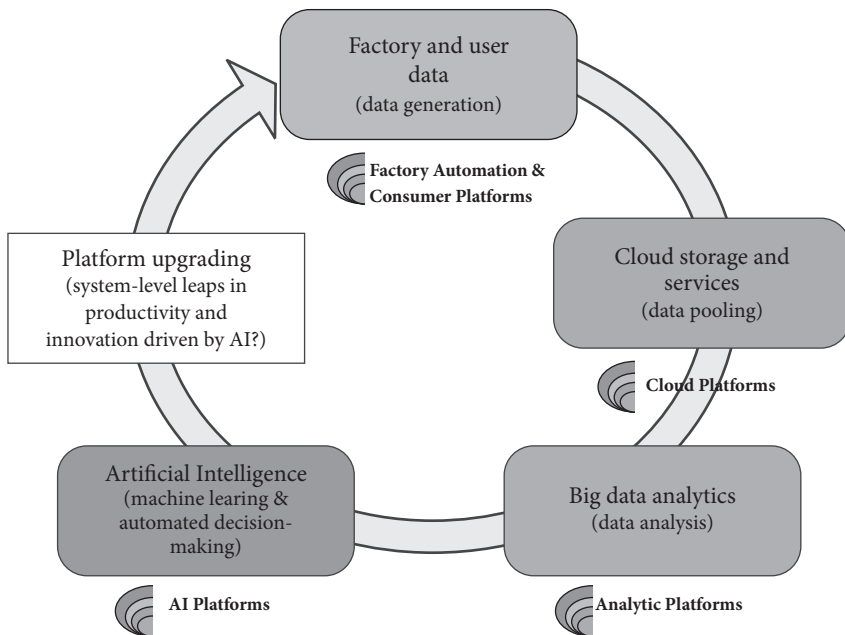 Factory and user
data
(data generation)
Factory Automation &
Consumer Platforms
Cloud storage and
services
(data pooling)
Cloud Platforms
Big data analytics
(data analysis)
Analytic Platforms
Artificial Intelligence
(machine learing &
automated decision-
making)
AI Platforms
Platform upgrading
(system-level leaps in
productivity and
innovation driven by AI?)